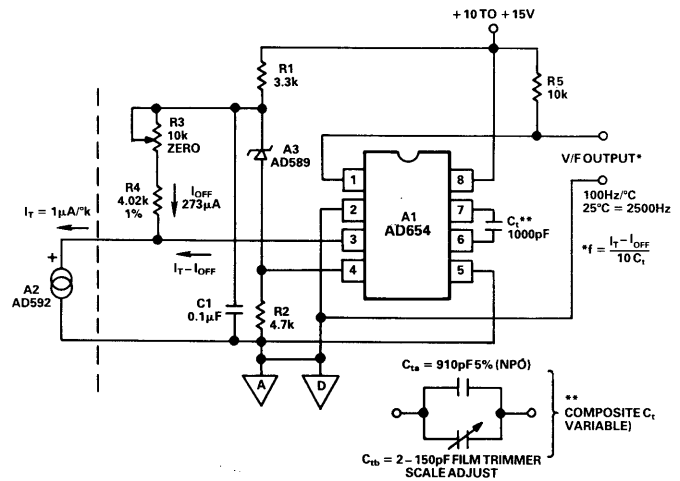 +10 TO +15V
R1
3.3k
R5
10k
R3
10k
ZERO
A3
AD589
V/F OUTPUT*
1
8
R4
4.02k
1%
I_OFF
273μA
2
7
A1
AD654
C_t**
1000pF
100Hz/°C
25°C = 2500Hz
I_T = 1μA/°k
3
6
*f = I_T – I_OFF
10 C_t
I_T – I_OFF
4
5
+
A2
AD592
C1
0.1μF
R2
4.7k
A
D
C_ta = 910pF 5% (NPO)
**
COMPOSITE C_t
VARIABLE)
C_tb = 2 – 150pF FILM TRIMMER
SCALE ADJUST